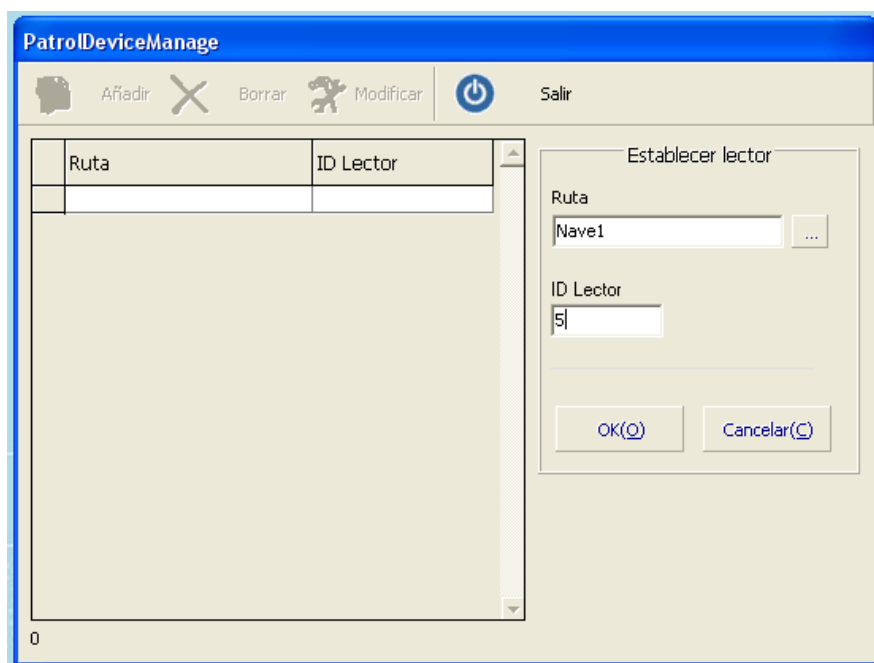 PatrolDeviceManage
Añadir Borrar Modificar Salir
Ruta ID Lector
Establecer lector
Ruta
Nave1 ...
ID Lector
5
OK(O) Cancelar(C)
0